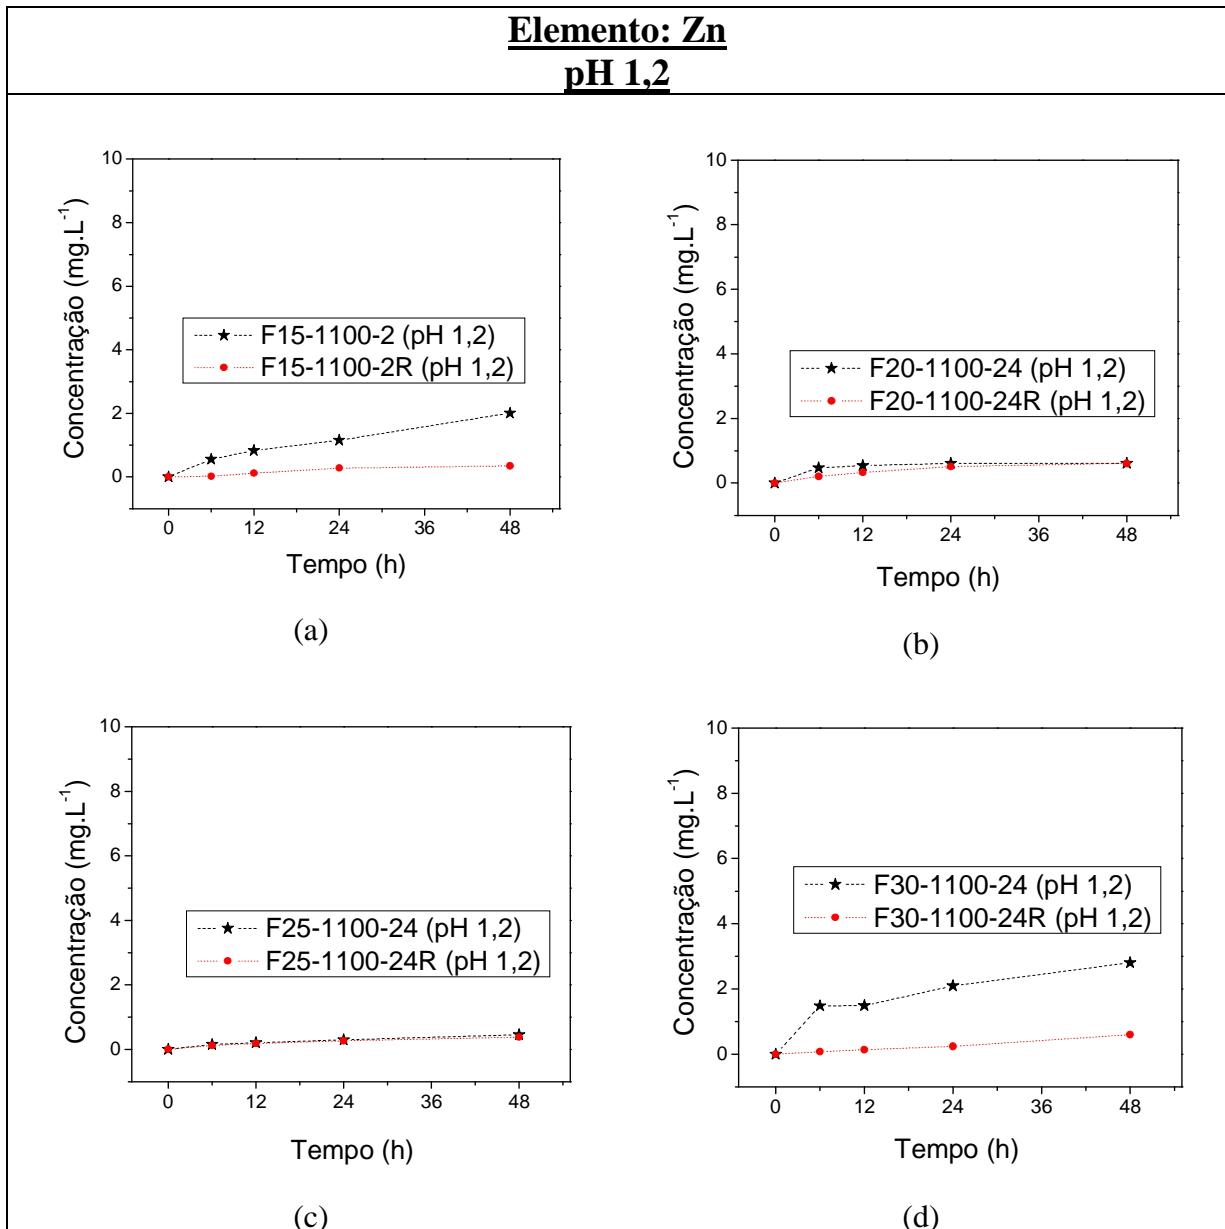 Elemento: Zn
pH 1,2
10
8
6
4
2
0
Concentração (mg.L⁻¹)
F15-1100-2 (pH 1,2)
F15-1100-2R (pH 1,2)
0 12 24 36 48
Tempo (h)
(a)
10
8
6
4
2
0
Concentração (mg.L⁻¹)
F20-1100-24 (pH 1,2)
F20-1100-24R (pH 1,2)
0 12 24 36 48
Tempo (h)
(b)
10
8
6
4
2
0
Concentração (mg.L⁻¹)
F25-1100-24 (pH 1,2)
F25-1100-24R (pH 1,2)
0 12 24 36 48
Tempo (h)
(c)
10
8
6
4
2
0
Concentração (mg.L⁻¹)
F30-1100-24 (pH 1,2)
F30-1100-24R (pH 1,2)
0 12 24 36 48
Tempo (h)
(d)